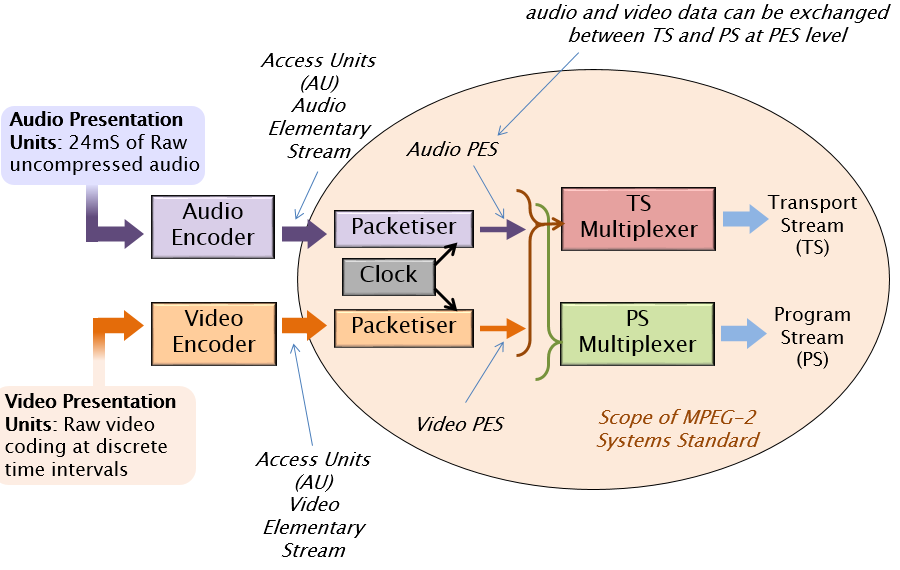 audio and video data can be exchanged
between TS and PS at PES level
Access Units
(AU)
Audio
Elementary
Stream
Audio Presentation
Units: 24mS of Raw
uncompressed audio
Audio PES
Audio
Encoder
Packetiser
TS
Multiplexer
Transport
Stream
(TS)
Clock
Video
Encoder
Packetiser
PS
Multiplexer
Program
Stream
(PS)
Video Presentation
Units: Raw video
coding at discrete
time intervals
Video PES
Scope of MPEG-2
Systems Standard
Access Units
(AU)
Video
Elementary
Stream